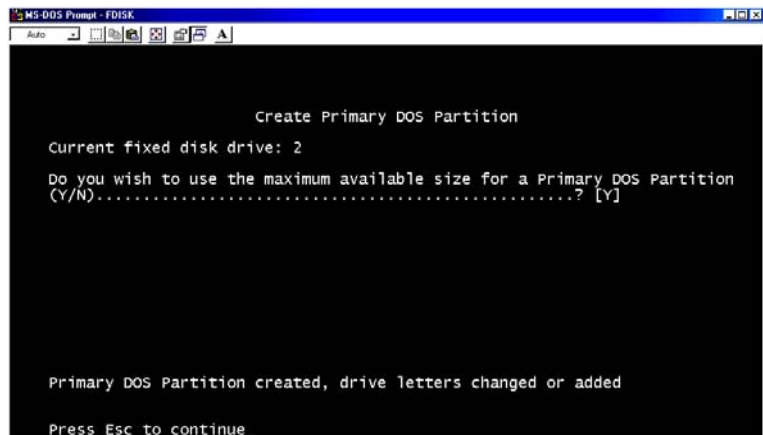 MS-DOS Prompt - FDISK
Auto
A
Create Primary DOS Partition
Current fixed disk drive: 2
Do you wish to use the maximum available size for a Primary DOS Partition
(Y/N)...................................................? [Y]
Primary DOS Partition created, drive letters changed or added
Press Esc to continue